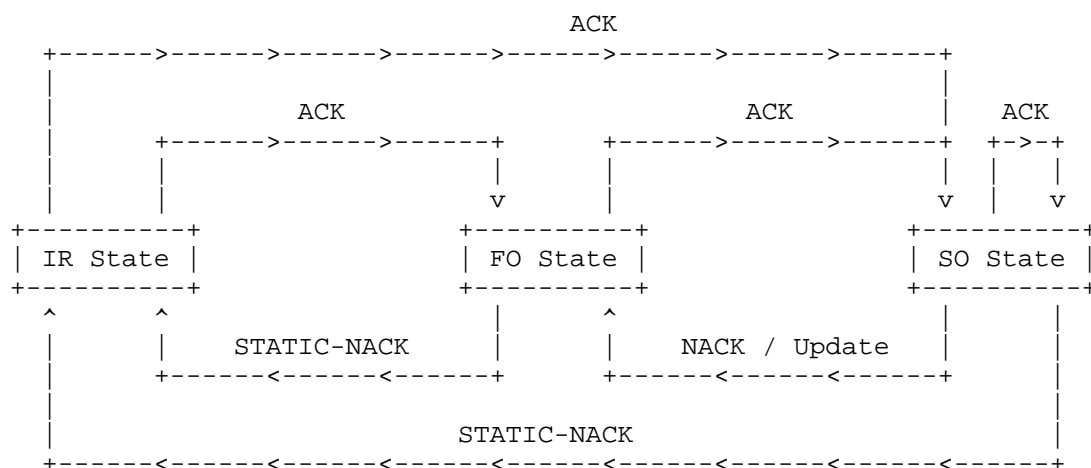 ACK
ACK ACK ACK
IR State FO State SO State
STATIC-NACK NACK / Update
STATIC-NACK